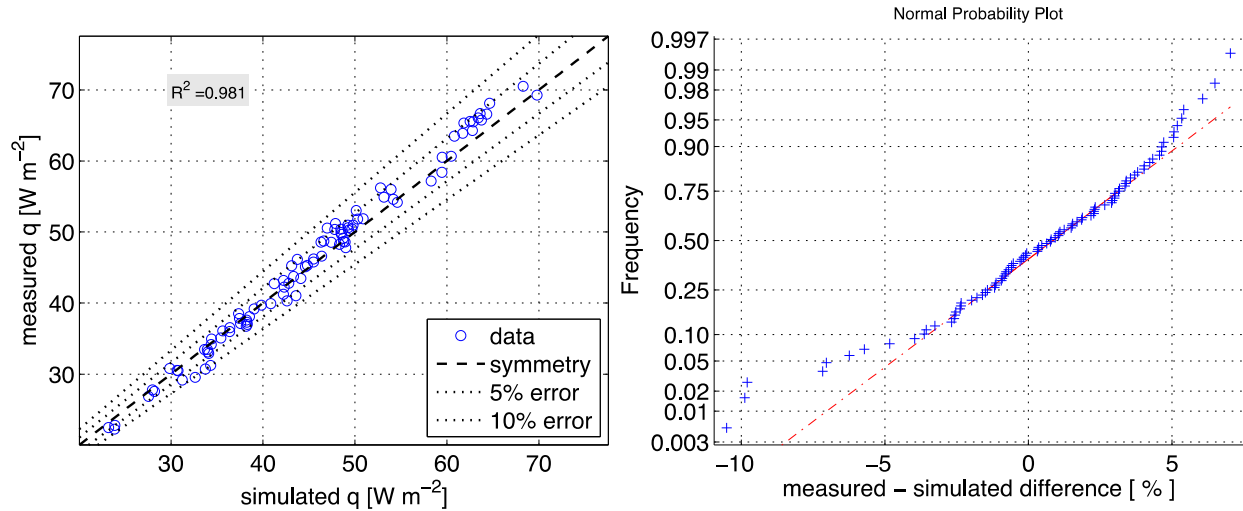 R² =0.981
measured q [W m⁻²]
70
60
50
40
30
30 40 50 60 70
simulated q [W m⁻²]
data
symmetry
5% error
10% error
Normal Probability Plot
Frequency
0.997
0.99
0.98
0.95
0.90
0.75
0.50
0.25
0.10
0.05
0.02
0.01
0.003
−10 −5 0 5
measured − simulated difference [ % ]